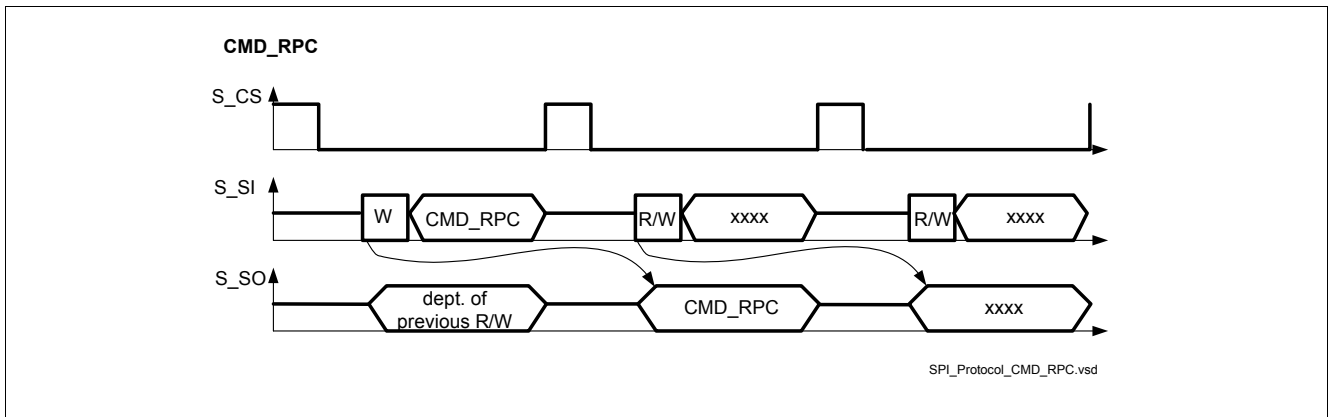 CMD_RPC
S_CS
S_SI
W
CMD_RPC
R/W
xxxx
R/W
xxxx
S_SO
dept. of
previous R/W
CMD_RPC
xxxx
SPI_Protocol_CMD_RPC.vsd